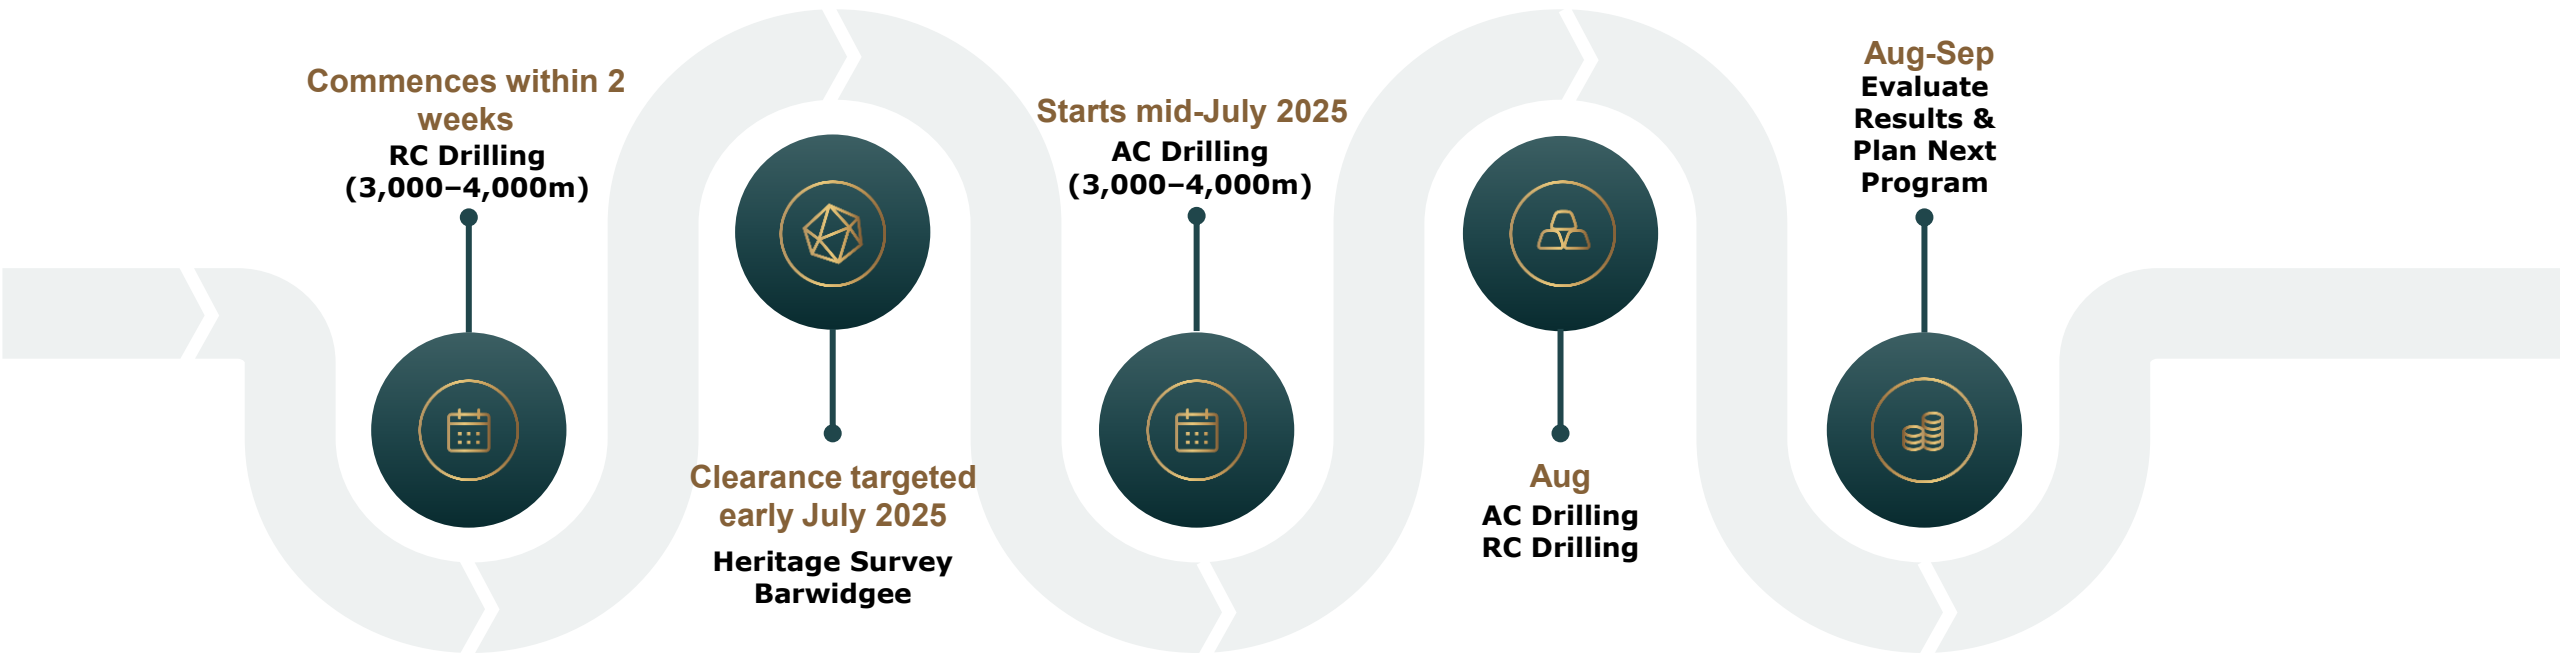 Commences within 2
weeks
RC Drilling
(3,000–4,000m)
Clearance targeted
early July 2025
Heritage Survey
Barwidgee
Starts mid-July 2025
AC Drilling
(3,000–4,000m)
Aug
AC Drilling
RC Drilling
Aug-Sep
Evaluate
Results &
Plan Next
Program